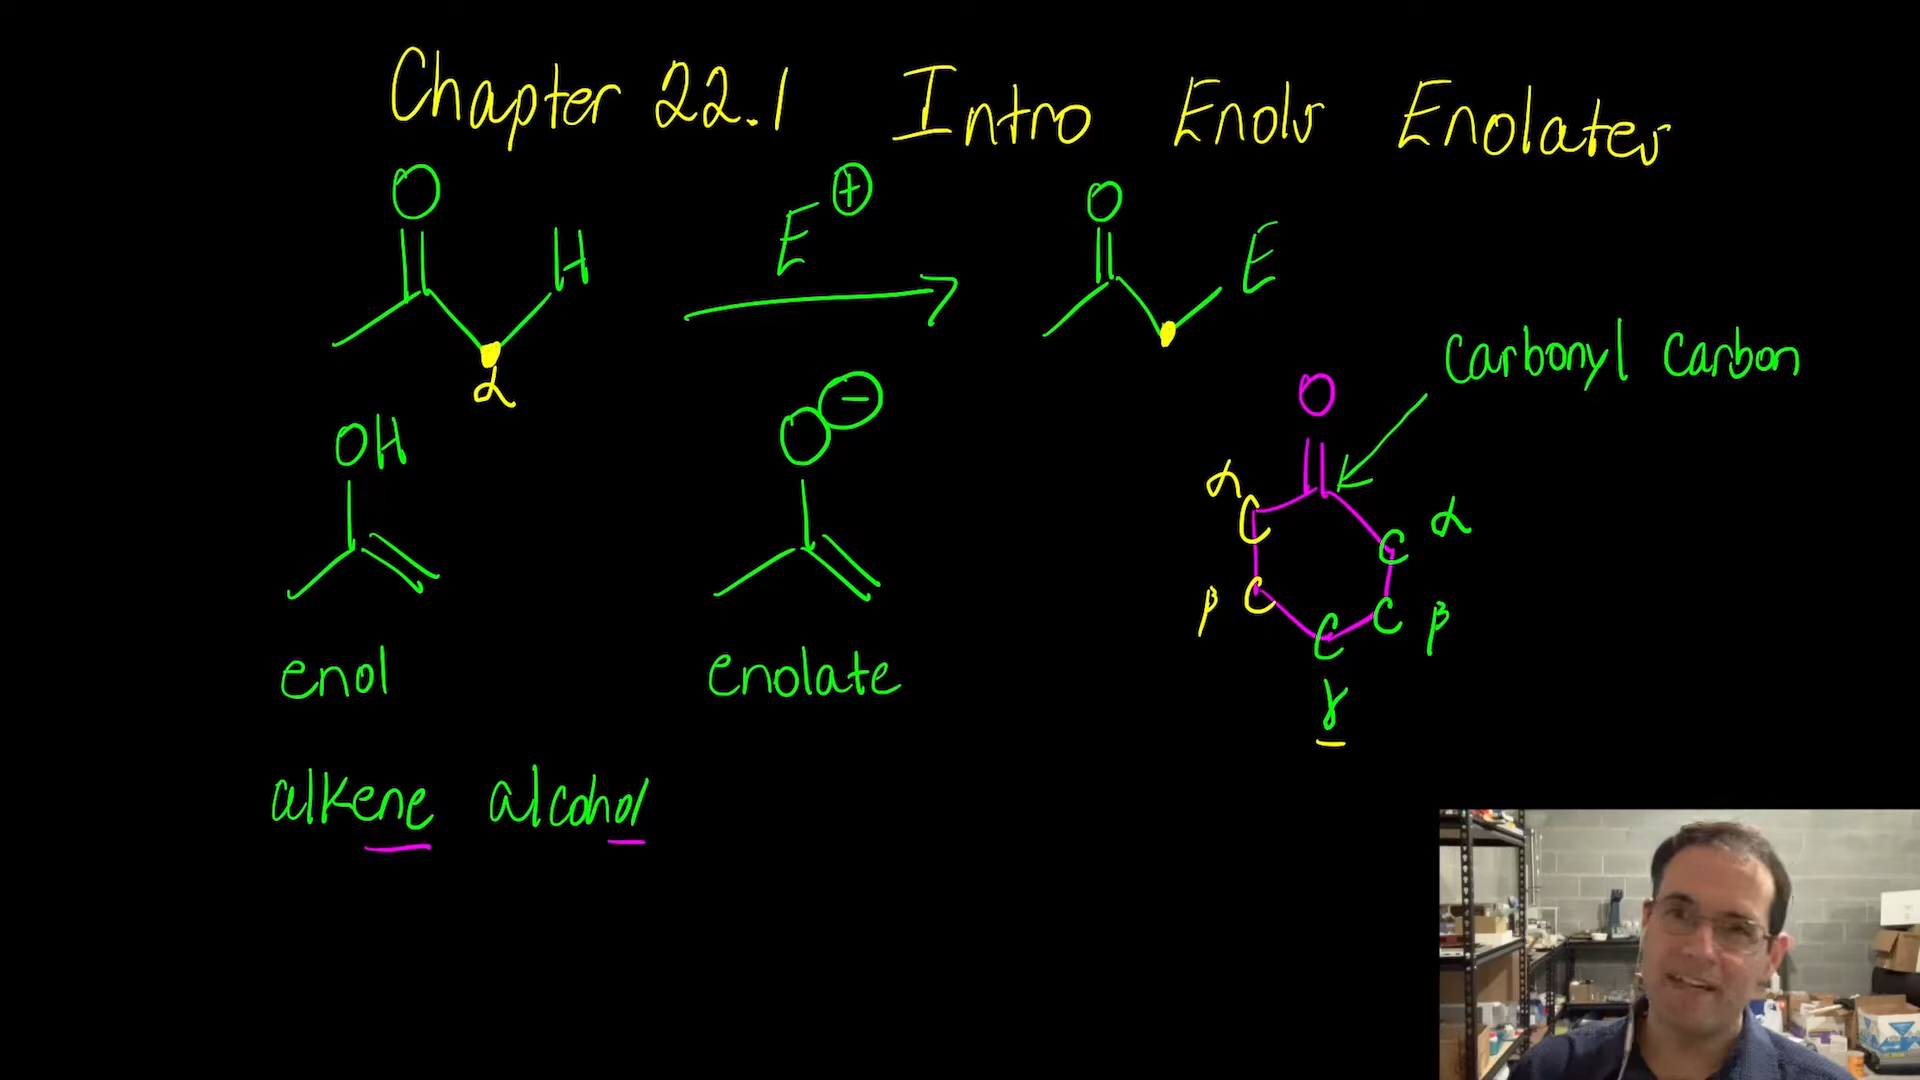 Chapter 22.1 Intro Enols Enolates
O
H
α
E +
O
E
carbonyl carbon
O
α
C
C
α
β
C
C
β
C
γ
OH
O −
enol
enolate
alkene alcohol